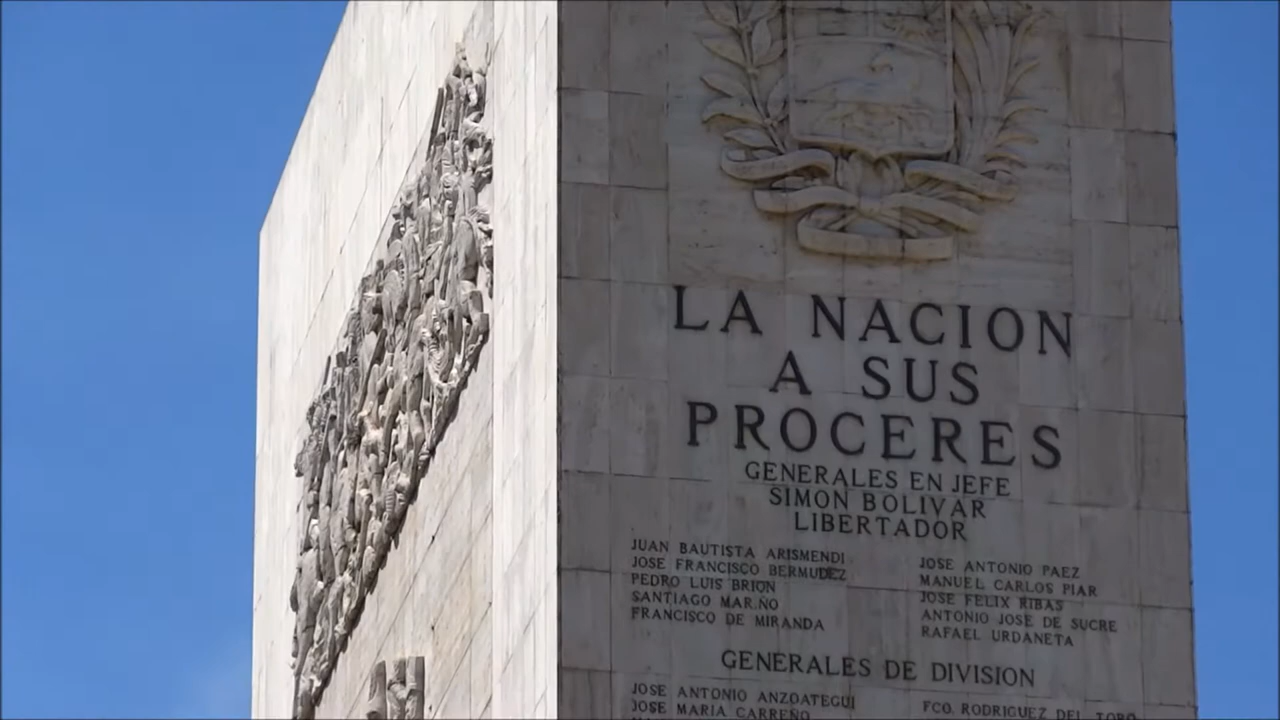 LA NACION
A SUS
PROCERES
GENERALES EN JEFE
SIMON BOLIVAR
LIBERTADOR
JUAN BAUTISTA ARISMENDI
JOSE FRANCISCO BERMUDEZ
PEDRO LUIS BRION
SANTIAGO MARIÑO
FRANCISCO DE MIRANDA
JOSE ANTONIO PAEZ
MANUEL CARLOS PIAR
JOSE FELIX RIBAS
ANTONIO JOSE DE SUCRE
RAFAEL URDANETA
GENERALES DE DIVISION
JOSE ANTONIO ANZOATEGUI
JOSE MARIA CARREÑO
FCO. RODRIGUEZ DEL TORO